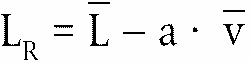 L_R = L̅ − a · v̅